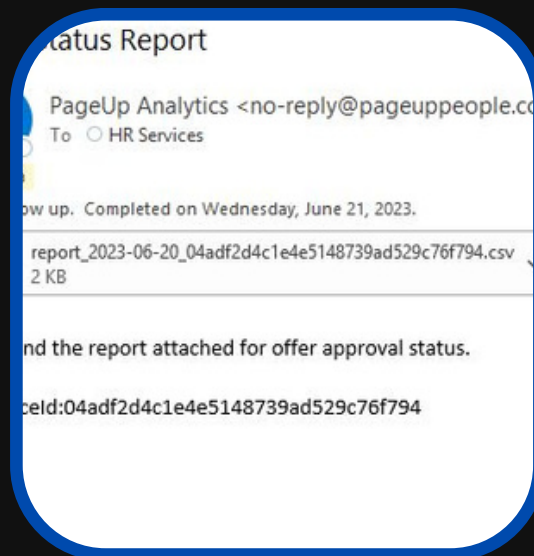 tatus Report
PageUp Analytics <no-reply@pageuppeople.co
To HR Services
ow up. Completed on Wednesday, June 21, 2023.
report_2023-06-20_04adf2d4c1e4e5148739ad529c76f794.csv
2 KB
nd the report attached for offer approval status.
ceId:04adf2d4c1e4e5148739ad529c76f794